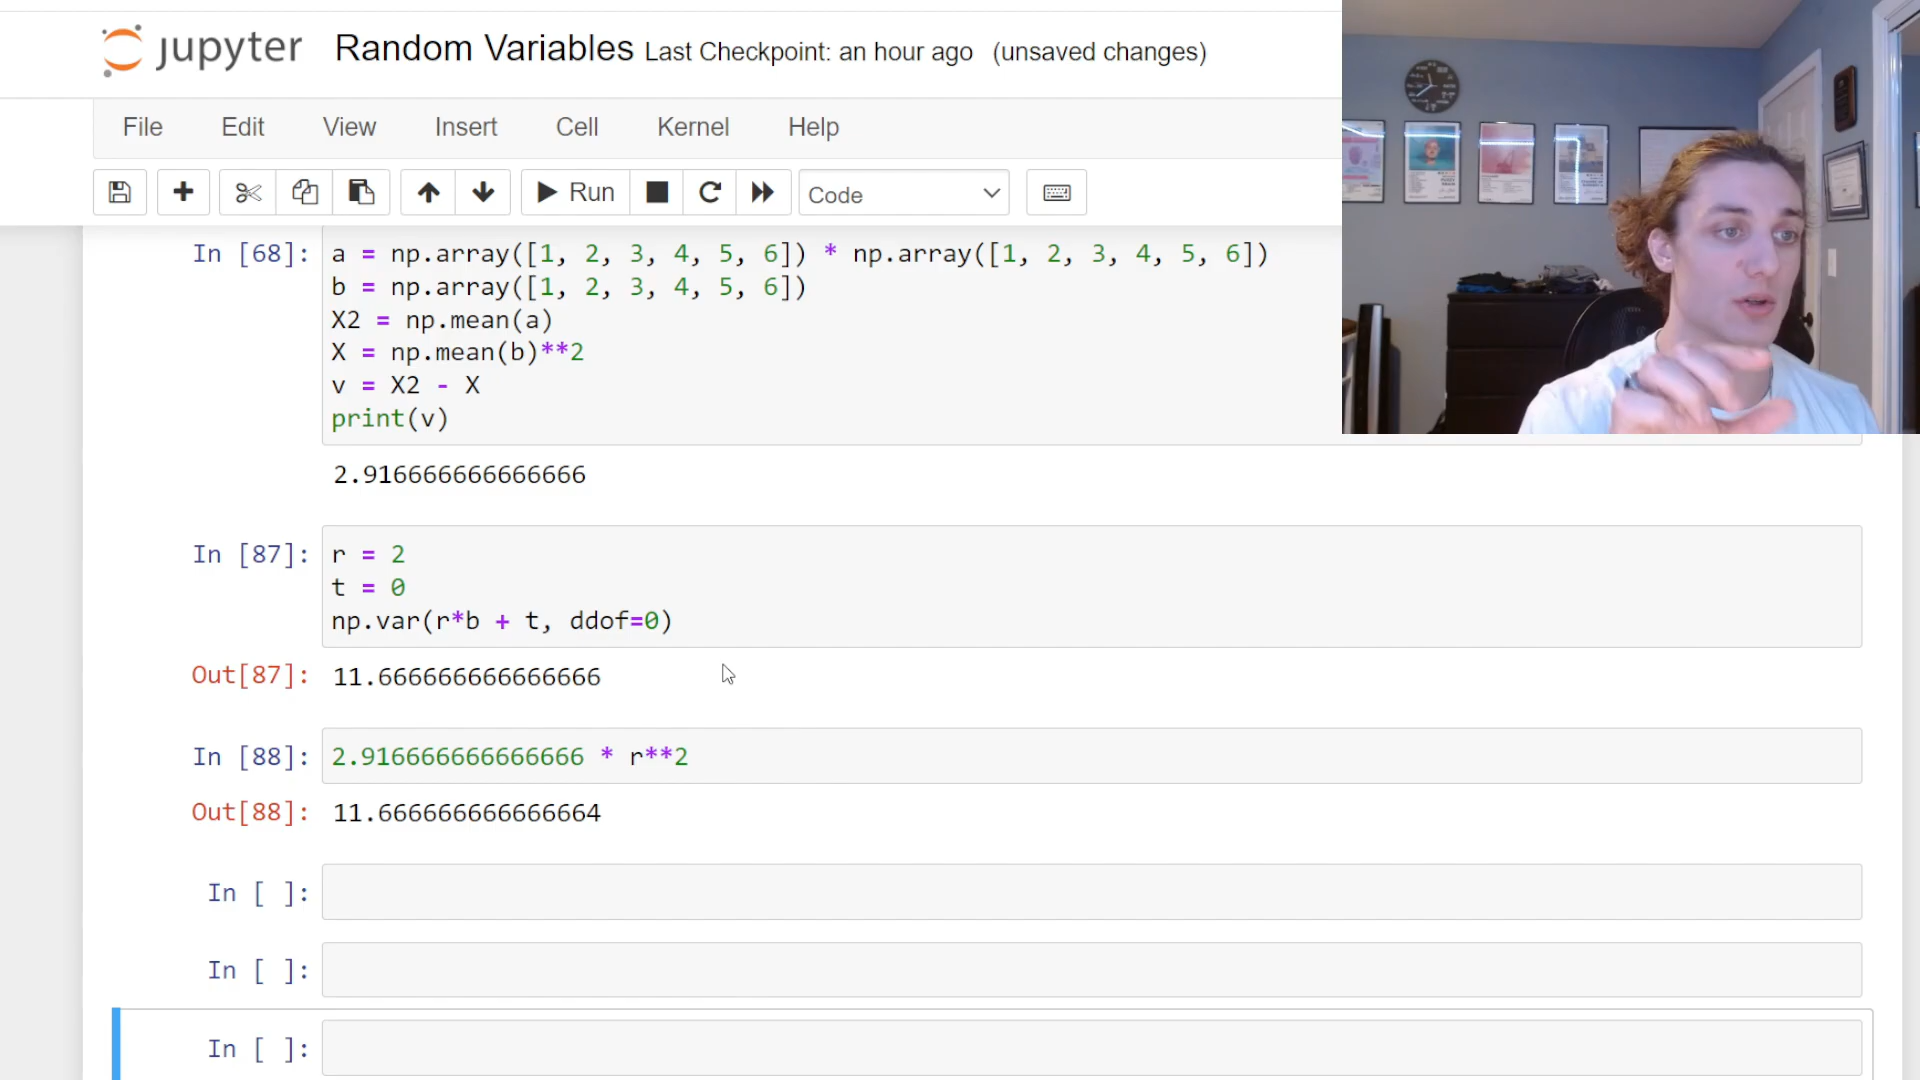 jupyter Random Variables Last Checkpoint: an hour ago (unsaved changes)
File Edit View Insert Cell Kernel Help
Run Code
In [68]: a = np.array([1, 2, 3, 4, 5, 6]) * np.array([1, 2, 3, 4, 5, 6])
b = np.array([1, 2, 3, 4, 5, 6])
X2 = np.mean(a)
X = np.mean(b)**2
v = X2 - X
print(v)
2.916666666666666
In [87]: r = 2
t = 0
np.var(r*b + t, ddof=0)
Out[87]: 11.666666666666666
In [88]: 2.916666666666666 * r**2
Out[88]: 11.666666666666664
In [ ]:
In [ ]:
In [ ]: